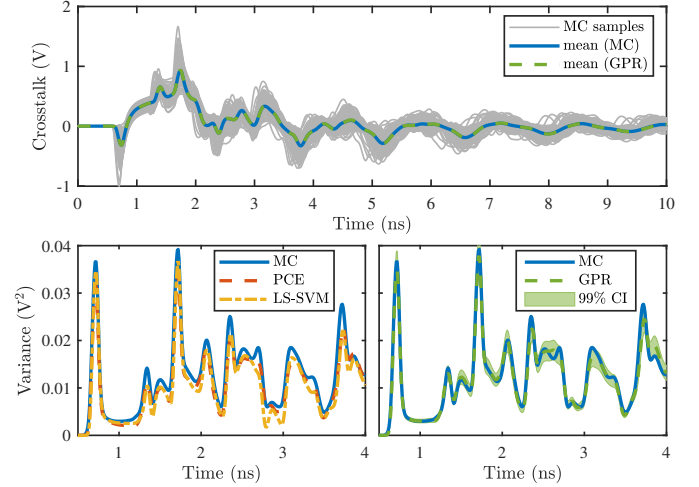 2
1
0
-1
Crosstalk (V)
MC samples
mean (MC)
mean (GPR)
0 1 2 3 4 5 6 7 8 9 10
Time (ns)
0.04
0.03
0.02
0.01
0
Variance (V²)
MC
PCE
LS-SVM
1 2 3 4
Time (ns)
MC
GPR
99% CI
1 2 3 4
Time (ns)